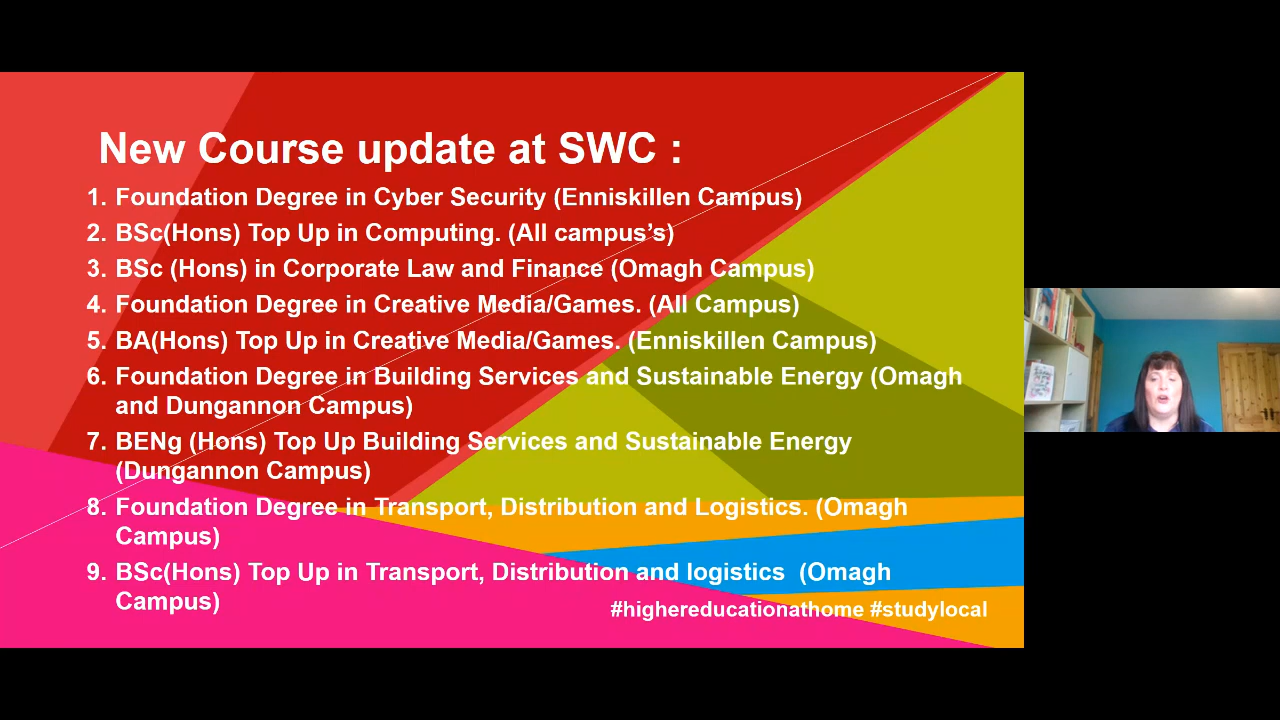 New Course update at SWC :
1. Foundation Degree in Cyber Security (Enniskillen Campus)
2. BSc(Hons) Top Up in Computing. (All campus’s)
3. BSc (Hons) in Corporate Law and Finance (Omagh Campus)
4. Foundation Degree in Creative Media/Games. (All Campus)
5. BA(Hons) Top Up in Creative Media/Games. (Enniskillen Campus)
6. Foundation Degree in Building Services and Sustainable Energy (Omagh
and Dungannon Campus)
7. BENg (Hons) Top Up Building Services and Sustainable Energy
(Dungannon Campus)
8. Foundation Degree in Transport, Distribution and Logistics. (Omagh
Campus)
9. BSc(Hons) Top Up in Transport, Distribution and logistics (Omagh
Campus)
#highereducationathome #studylocal